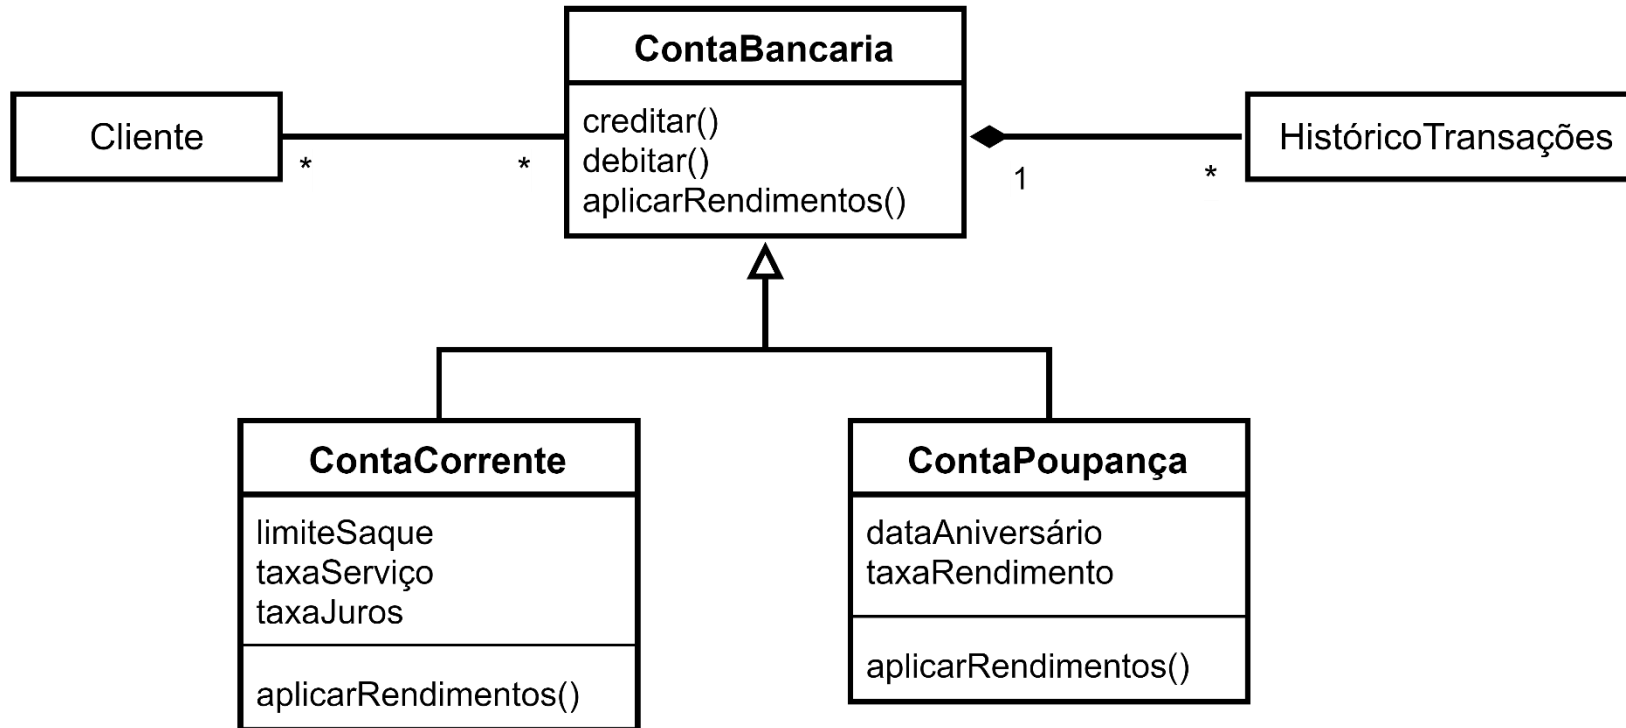 ContaBancaria
creditar()
debitar()
aplicarRendimentos()
Cliente
*
*
1
*
HistóricoTransações
ContaCorrente
limiteSaque
taxaServiço
taxaJuros
aplicarRendimentos()
ContaPoupança
dataAniversário
taxaRendimento
aplicarRendimentos()